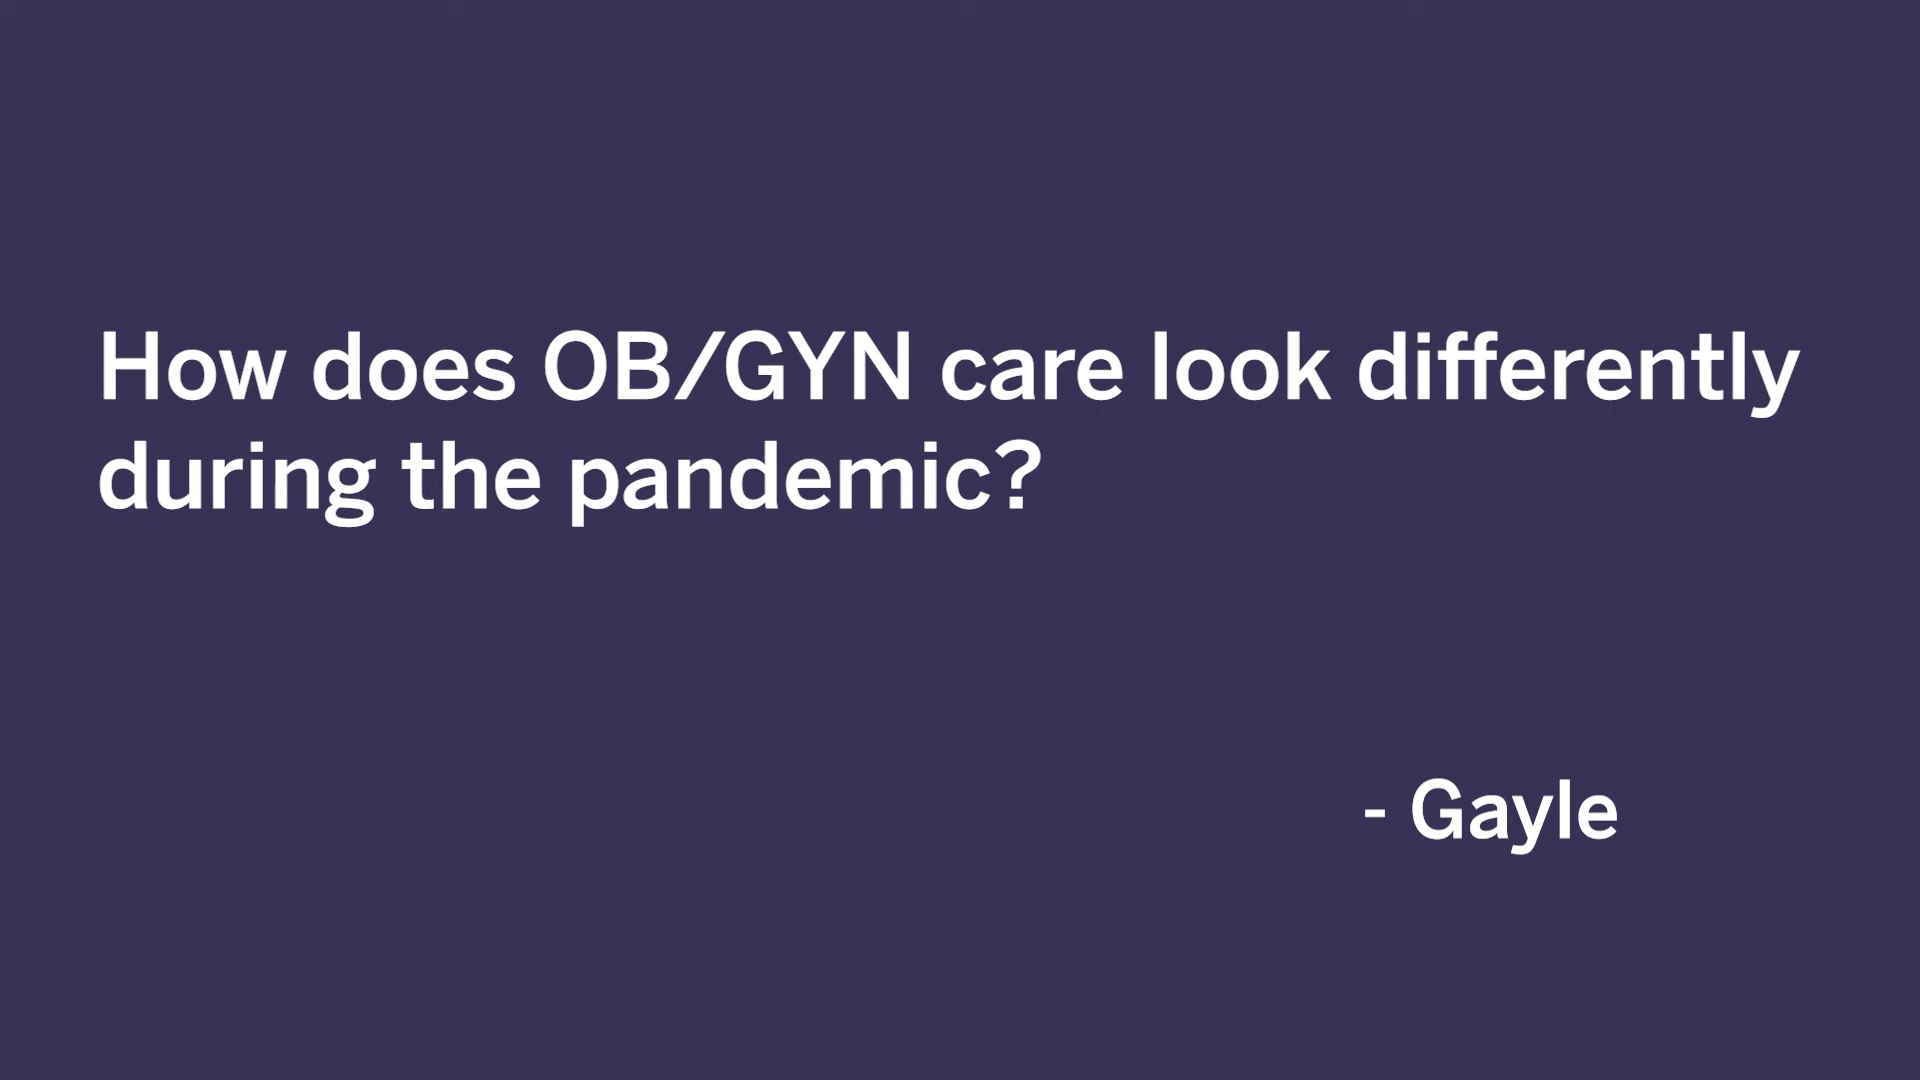 How does OB/GYN care look differently
during the pandemic?
- Gayle